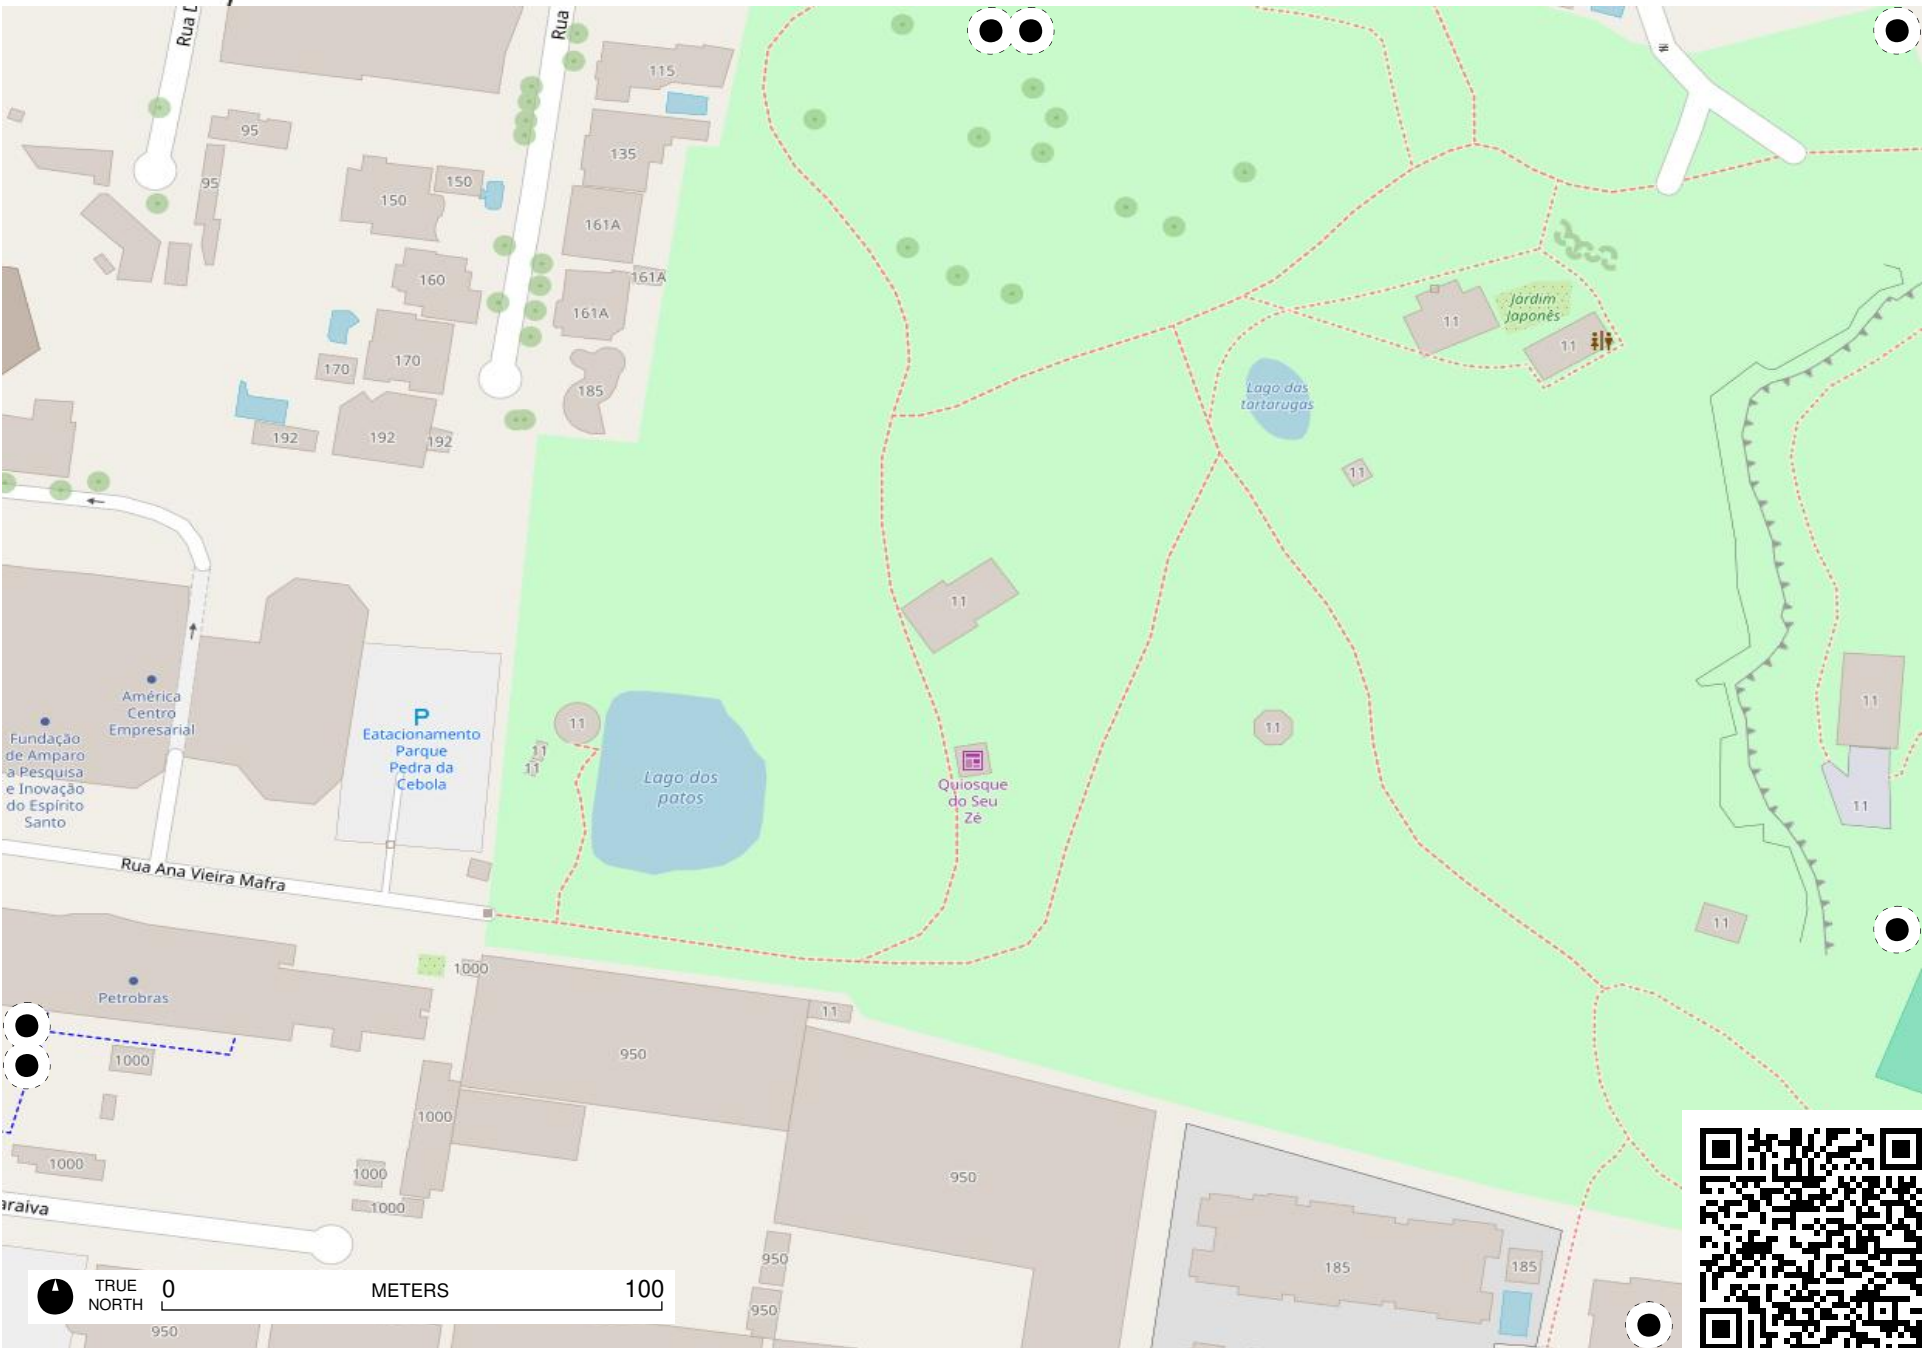 Rua
Rua
115
95
135
95
150
150
161A
161A
160
161A
Jardim
Japonês
11
11
170
170
185
Lago das
tartarugas
192
192
192
11
11
América
Centro
Empresarial
Fundação
de Amparo
a Pesquisa
e Inovação
do Espírito
Santo
P
Eatacionamento
Parque
Pedra da
Cebola
11
11
11
Lago dos
patos
Quiosque
do Seu
Zé
11
11
11
Rua Ana Vieira Mafra
11
Petrobras
1000
11
1000
950
1000
1000
1000
1000
950
araiva
950
185
185
950
950
TRUE
NORTH
0 METERS 100